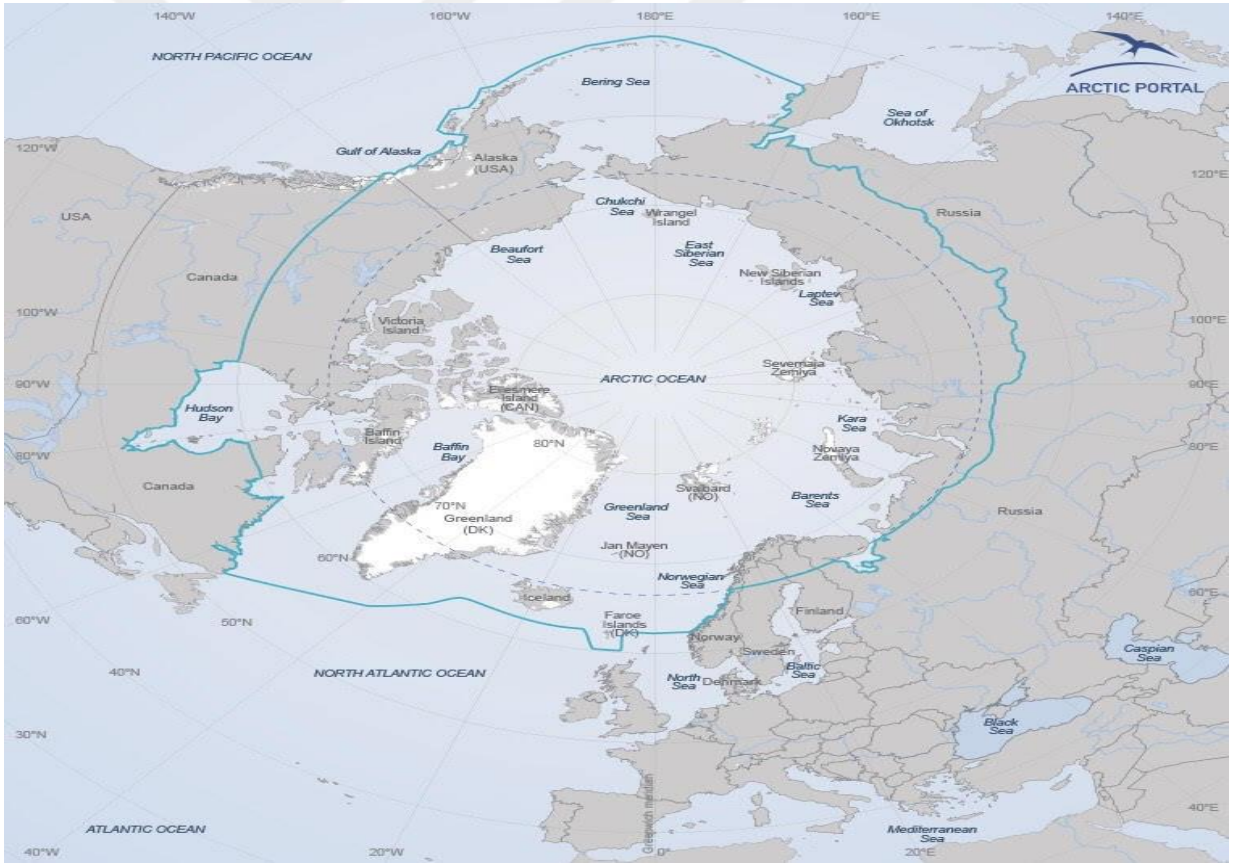 140°W
160°W
180°E
160°E
140°E
NORTH PACIFIC OCEAN
Bering Sea
ARCTIC PORTAL
Sea of
Okhotsk
120°W
Gulf of Alaska
Alaska
(USA)
120°E
USA
Chukchi
Sea
Wrangel
Island
Russia
Beaufort
Sea
East
Siberian
Sea
Canada
New Siberian
Islands
Laptev
Sea
100°W
Victoria
Island
100°E
Severnaja
Zemlya
ARCTIC OCEAN
90°W
90°E
Ellesmere
Island
(CAN)
Hudson
Bay
Kara
Sea
Baffin
Island
80°N
Baffin
Bay
Novaya
Zemlya
80°W
80°E
Canada
Svalbard
(NO)
Barents
Sea
70°N
Greenland
(DK)
Greenland
Sea
Russia
Jan Mayen
(NO)
60°N
Norwegian
Sea
Iceland
60°E
Faroe
Islands
(DK)
Finland
60°W
50°N
Norway
Sweden
Caspian
Sea
40°N
NORTH ATLANTIC OCEAN
North
Sea
Denmark
Baltic
Sea
Black
Sea
30°N
Greenwich meridian
40°E
ATLANTIC OCEAN
Mediterranean
Sea
40°W
20°W
0°
20°E